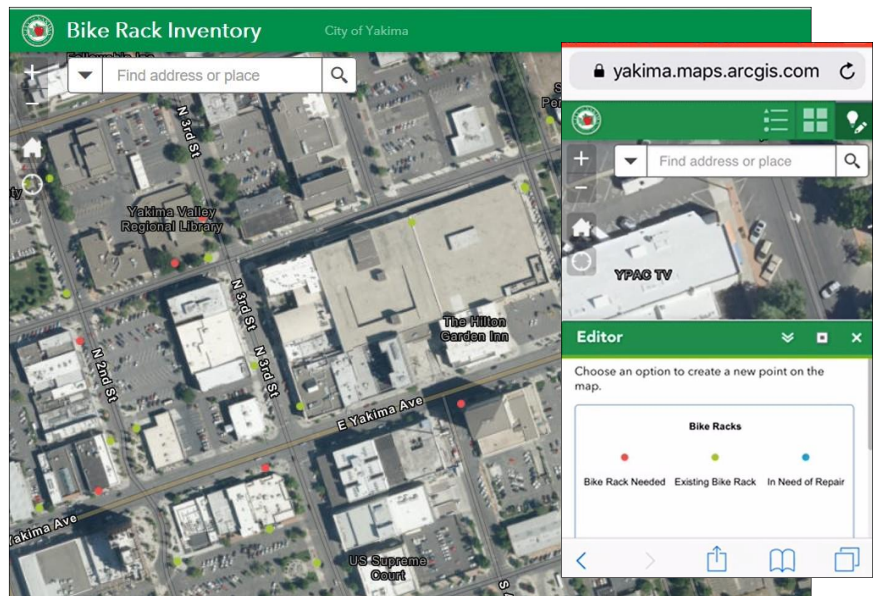 Bike Rack Inventory
City of Yakima
Find address or place
N 3rd St
Yakima Valley
Regional Library
N 3rd St
N 3rd St
The Hilton
Garden Inn
N 2nd St
E Yakima Ave
Yakima Ave
US Supreme
Court
yakima.maps.arcgis.com
Find address or place
YPAC TV
Editor
Choose an option to create a new point on the
map.
Bike Racks
Bike Rack Needed Existing Bike Rack In Need of Repair